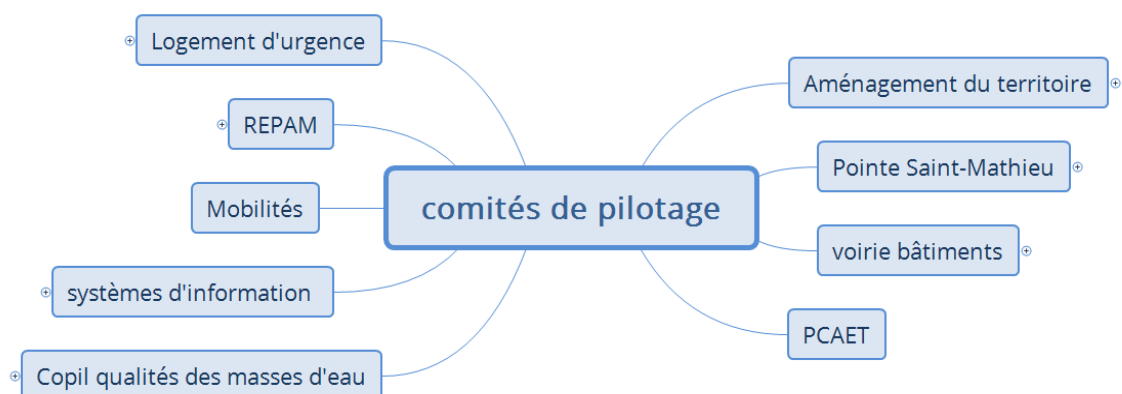 Logement d'urgence
REPAM
Mobilités
systèmes d'information
Copil qualités des masses d'eau
comités de pilotage
Aménagement du territoire
Pointe Saint-Mathieu
voirie bâtiments
PCAET